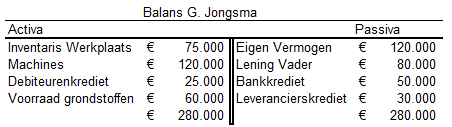 Balans G. Jongsma
Activa Passiva
Inventaris Werkplaats € 75.000 Eigen Vermogen € 120.000
Machines € 120.000 Lening Vader € 80.000
Debiteurenkrediet € 25.000 Bankkrediet € 50.000
Voorraad grondstoffen € 60.000 Leverancierskrediet € 30.000
€ 280.000 € 280.000